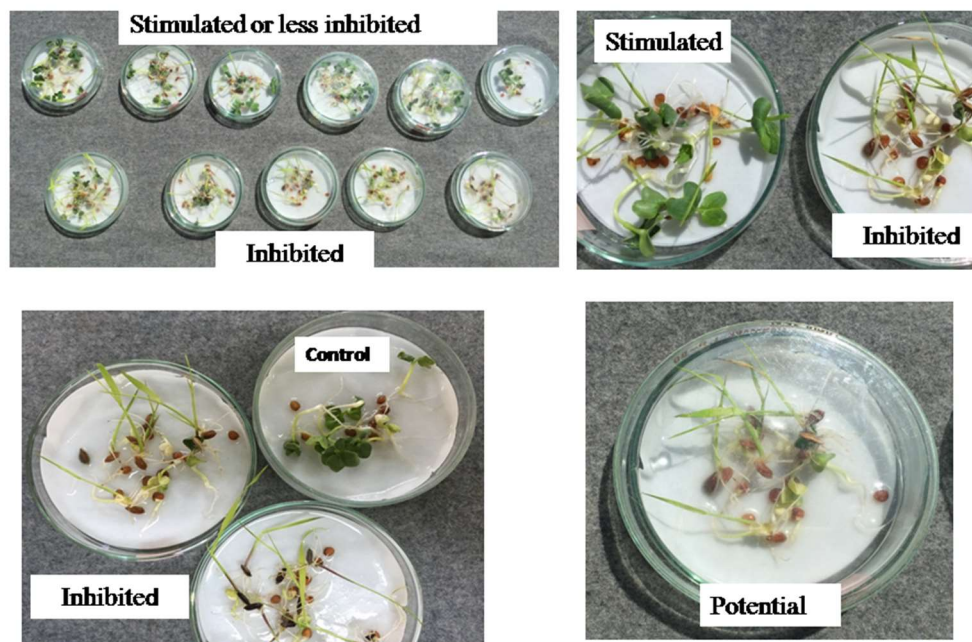 Stimulated or less inhibited
Inhibited
Stimulated
Inhibited
Control
Inhibited
Potential